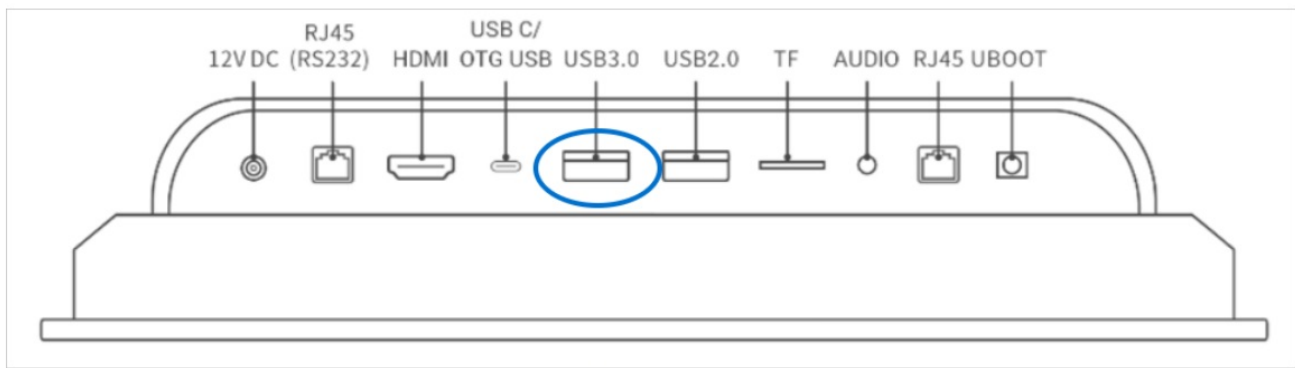 RJ45 USB C/
12V DC (RS232) HDMI OTG USB USB3.0 USB2.0 TF AUDIO RJ45 UBOOT